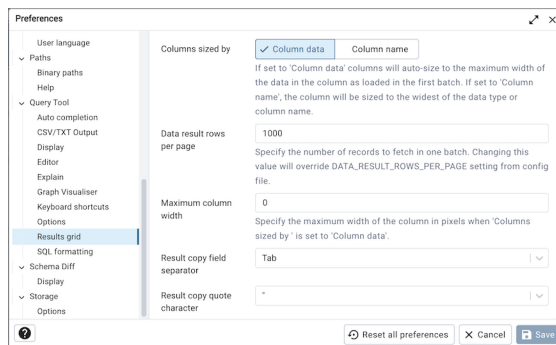 Preferences
User language
Paths
Binary paths
Help
Query Tool
Auto completion
CSV/TXT Output
Display
Editor
Explain
Graph Visualiser
Keyboard shortcuts
Options
Results grid
SQL formatting
Schema Diff
Display
Storage
Options
Columns sized by
Column data
Column name
If set to 'Column data' columns will auto-size to the maximum width of
the data in the column as loaded in the first batch. If set to 'Column
name', the column will be sized to the widest of the data type or
column name.
Data result rows
per page
1000
Specify the number of records to fetch in one batch. Changing this
value will override DATA_RESULT_ROWS_PER_PAGE setting from config
file.
Maximum column
width
0
Specify the maximum width of the column in pixels when 'Columns
sized by ' is set to 'Column data'.
Result copy field
separator
Tab
Result copy quote
character
"
?
Reset all preferences
Cancel
Save